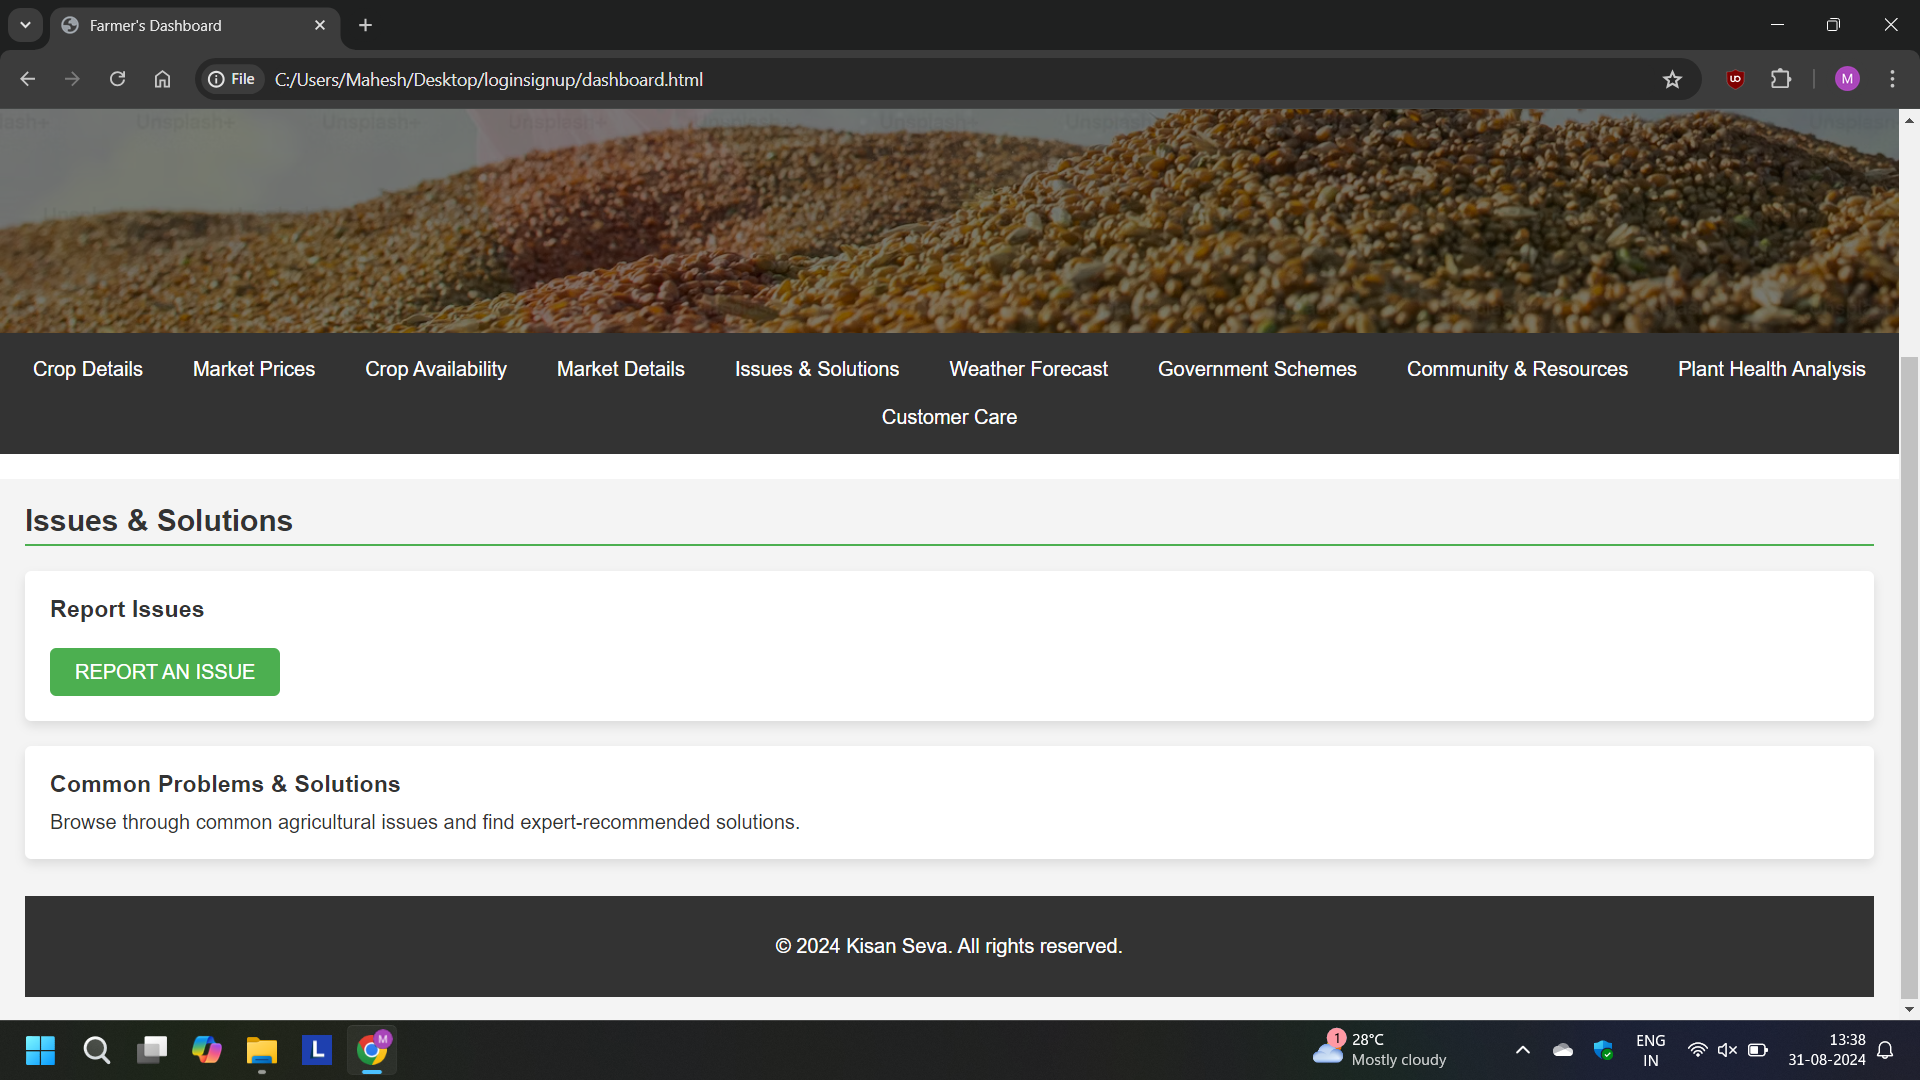 Farmer's Dashboard
File
C:/Users/Mahesh/Desktop/loginsignup/dashboard.html
UO
M
Unsplash+ Unsplash+ Unsplash+ Unsplash+
Crop Details Market Prices Crop Availability Market Details Issues & Solutions Weather Forecast Government Schemes Community & Resources Plant Health Analysis
Customer Care
Issues & Solutions
Report Issues
REPORT AN ISSUE
Common Problems & Solutions
Browse through common agricultural issues and find expert-recommended solutions.
© 2024 Kisan Seva. All rights reserved.
L
M
1
28°C
Mostly cloudy
ENG
IN
13:38
31-08-2024